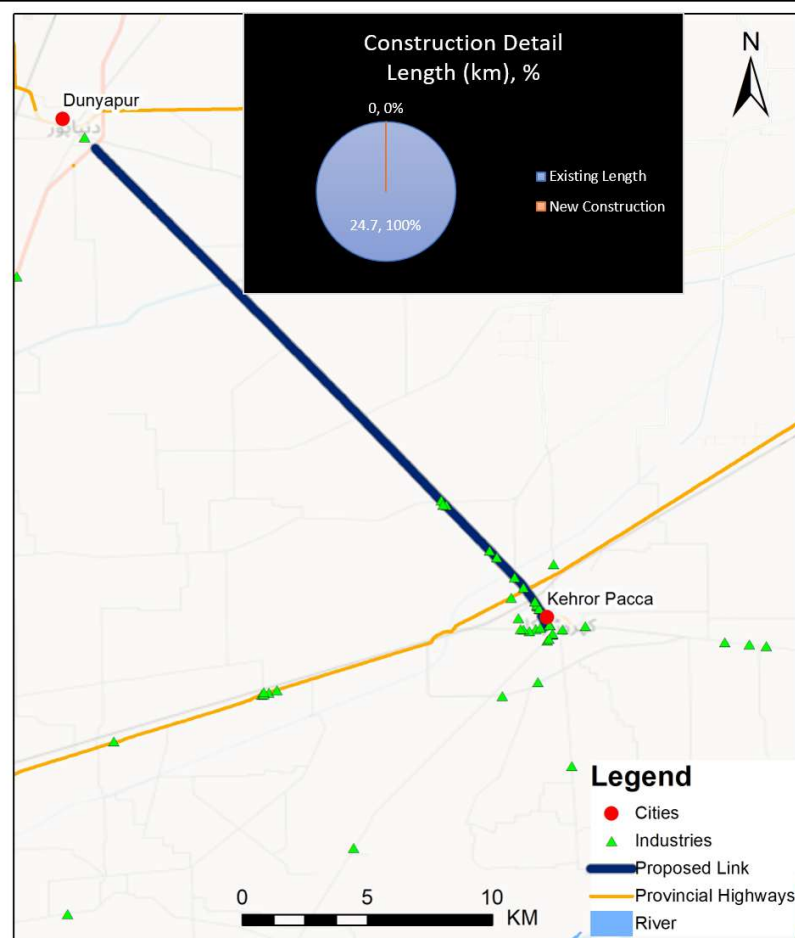 Construction Detail
Length (km), %
0, 0%
24.7, 100%
Existing Length
New Construction
N
Dunyapur
دنیاپور
Kehror Pacca
Legend
Cities
Industries
Proposed Link
Provincial Highways
River
0 5 10
KM